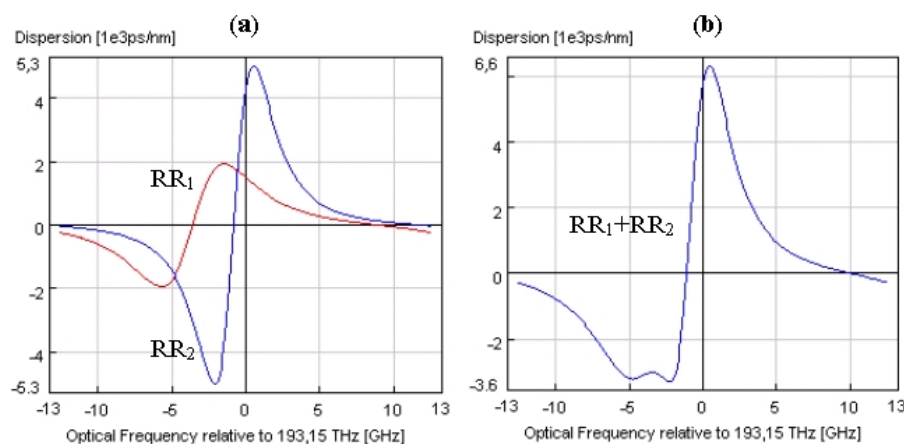 (a)
Dispersion [1e3ps/nm]
5,3
4
2
0
-2
-4
-5.3
RR1
RR2
-13 -10 -5 0 5 10 13
Optical Frequency relative to 193,15 THz [GHz]
(b)
Dispersion [1e3ps/nm]
6,6
4
2
0
-2
-3.6
RR1+RR2
-13 -10 -5 0 5 10 13
Optical Frequency relative to 193,15 THz [GHz]